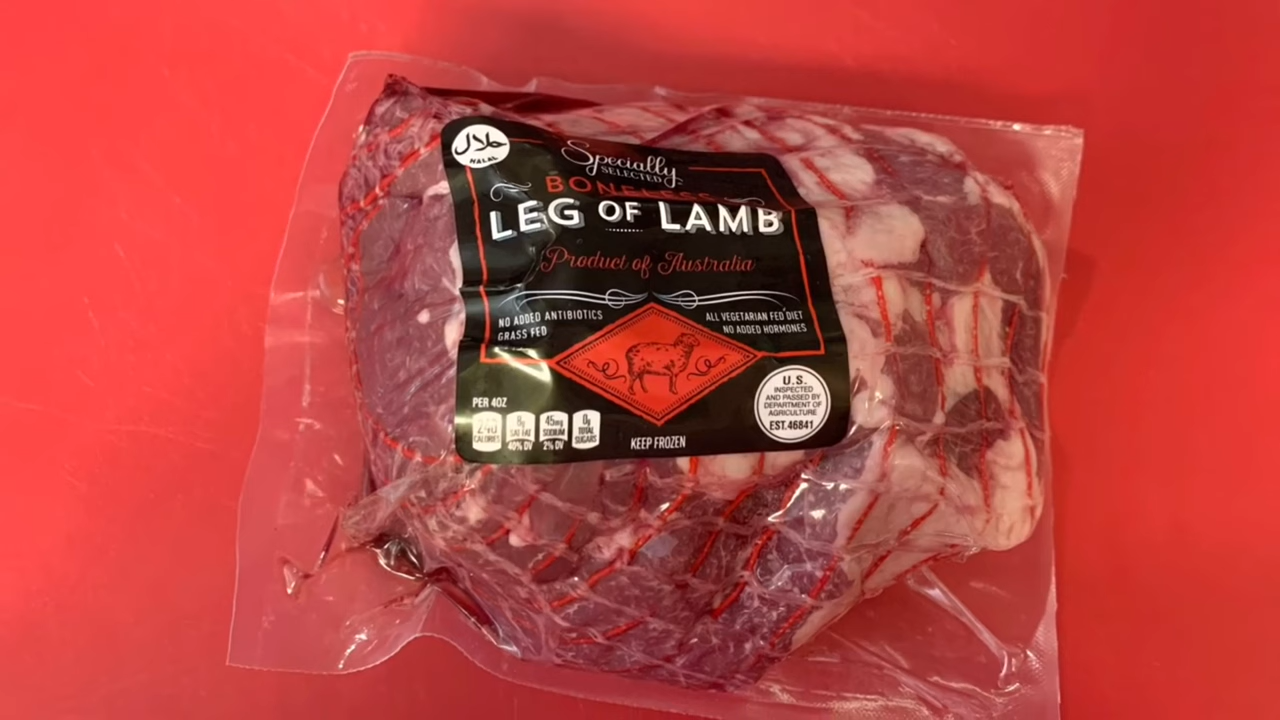 حلال
HALAL
Specially
SELECTED
BONELESS
LEG OF LAMB
Product of Australia
NO ADDED ANTIBIOTICS
GRASS FED
ALL VEGETARIAN FED DIET
NO ADDED HORMONES
U.S.
INSPECTED
AND PASSED BY
DEPARTMENT OF
AGRICULTURE
EST.46841
PER 4OZ
240
CALORIES
8g
SAT FAT
40% DV
45mg
SODIUM
2% DV
0g
TOTAL
SUGARS
KEEP FROZEN